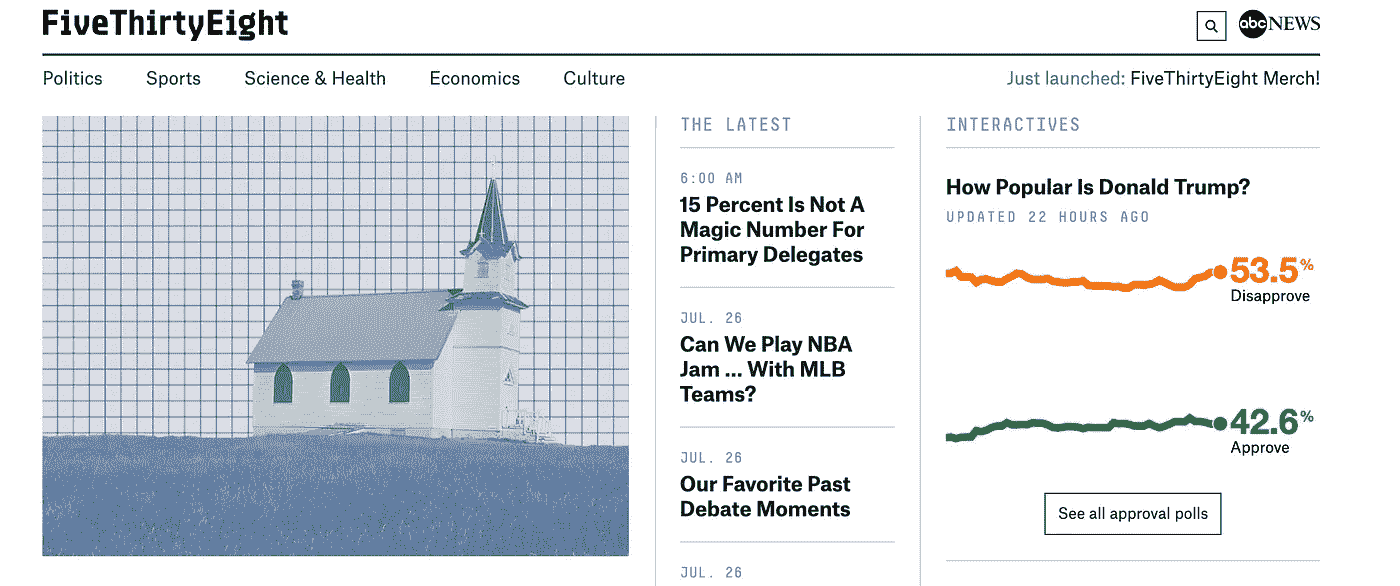 FiveThirtyEight
abc NEWS
Politics Sports Science & Health Economics Culture
Just launched: FiveThirtyEight Merch!
THE LATEST
6:00 AM
15 Percent Is Not A
Magic Number For
Primary Delegates
JUL. 26
Can We Play NBA
Jam ... With MLB
Teams?
JUL. 26
Our Favorite Past
Debate Moments
JUL. 26
INTERACTIVES
How Popular Is Donald Trump?
UPDATED 22 HOURS AGO
53.5%
Disapprove
42.6%
Approve
See all approval polls